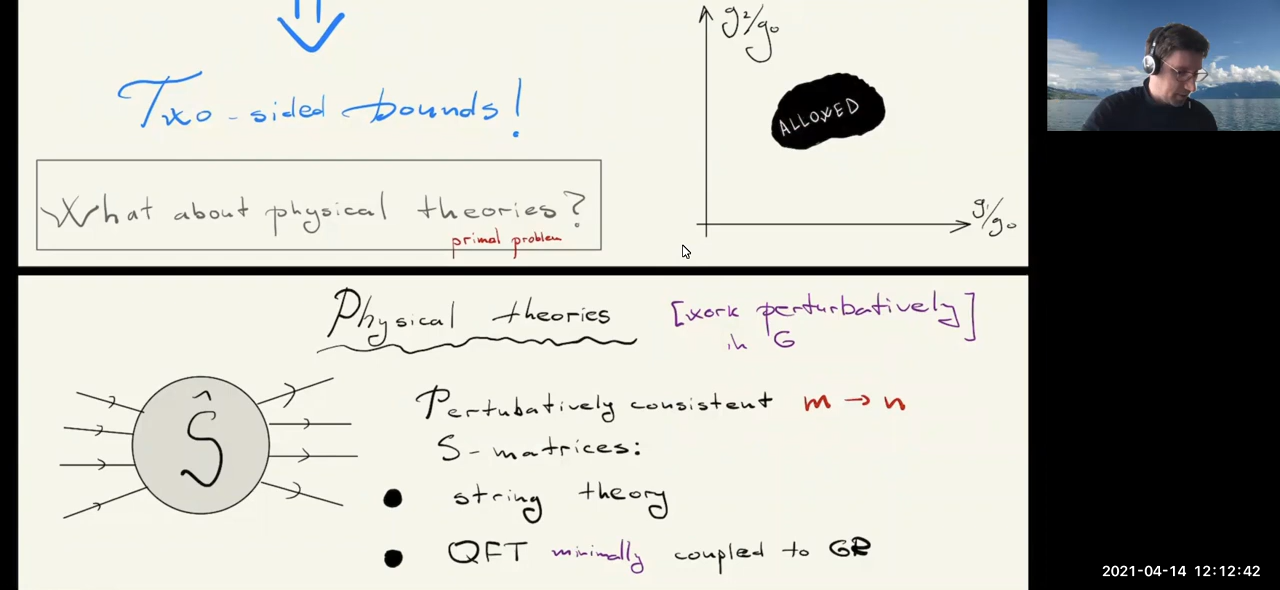 Two-sided bounds!
g2/g0
ALLOWED
g1/g0
What about physical theories?
primal problem
Physical theories [work perturbatively]
in G
Ŝ
Pertubatively consistent m → n
S-matrices:
• string theory
• QFT minimally coupled to GR
2021-04-14 12:12:42